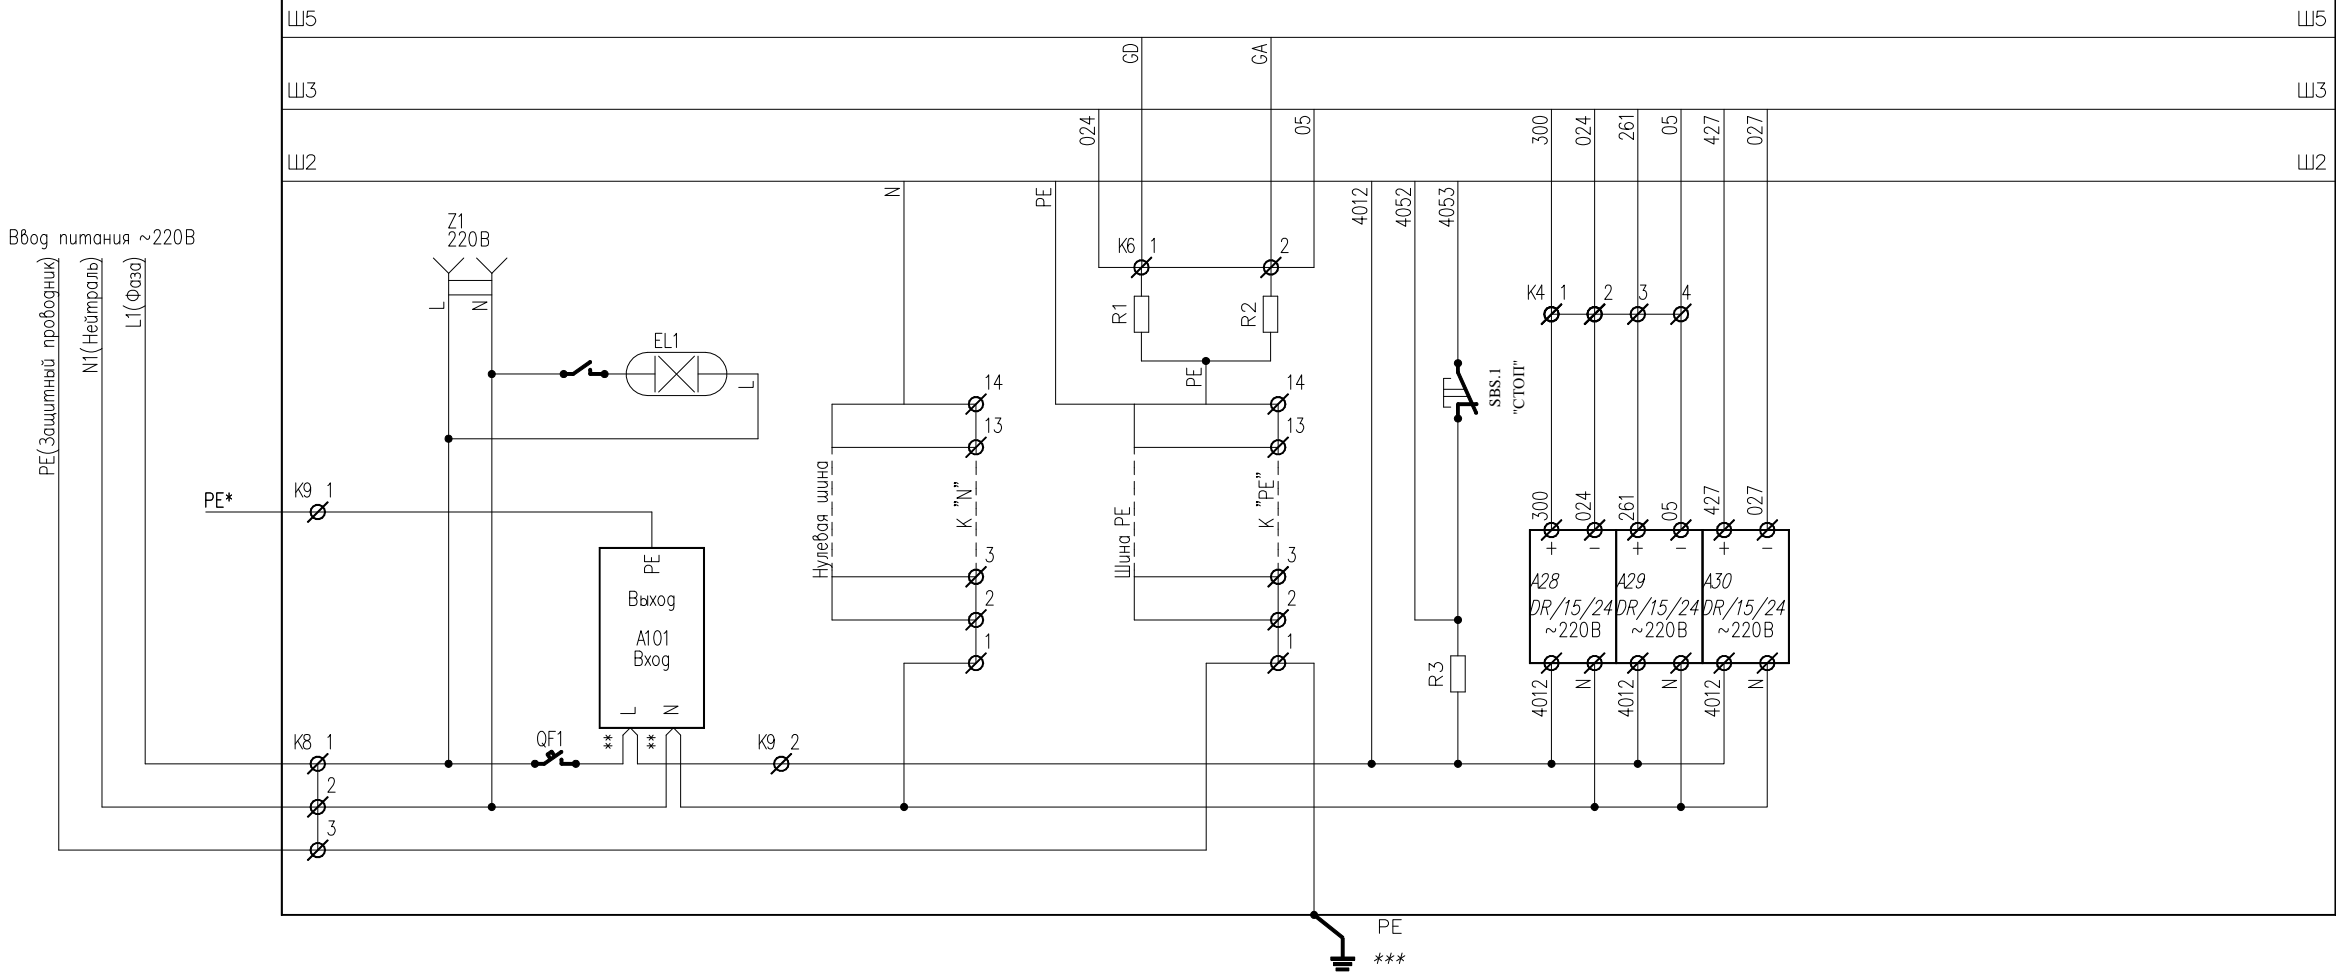 Ш5
Ш5
GD
GA
Ш3
Ш3
024
05
300
024
261
05
427
027
Ш2
Ш2
N
PE
4012
4052
4053
Ввод питания ~220В
PE(Защитный проводник)
N1(Нейтраль)
L1(Фаза)
Z1
220В
L
N
EL1
L
K6 1
2
R1
R2
PE
K4 1
2
3
4
SBS.1
"СТОП"
14
13
Нулевая шина
К "N"
3
2
1
14
13
Шина PE
К "PE"
3
2
1
PE*
K9 1
PE
Выход
A101
Вход
L
N
**
**
R3
300
024
261
05
427
027
+
–
+
–
+
–
A28
DR/15/24
~220В
A29
DR/15/24
~220В
A30
DR/15/24
~220В
4012
N
4012
N
4012
N
K8 1
2
3
QF1
K9 2
PE
***